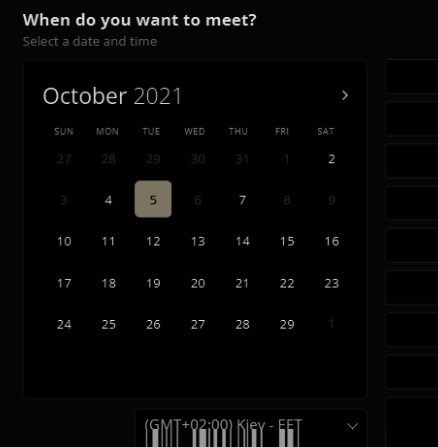 When do you want to meet?
Select a date and time
October 2021
SUN MON TUE WED THU FRI SAT
27 28 29 30 31 1 2
3 4 5 6 7 8 9
10 11 12 13 14 15 16
17 18 19 20 21 22 23
24 25 26 27 28 29 1
(GMT+02:00) Kiev - EET